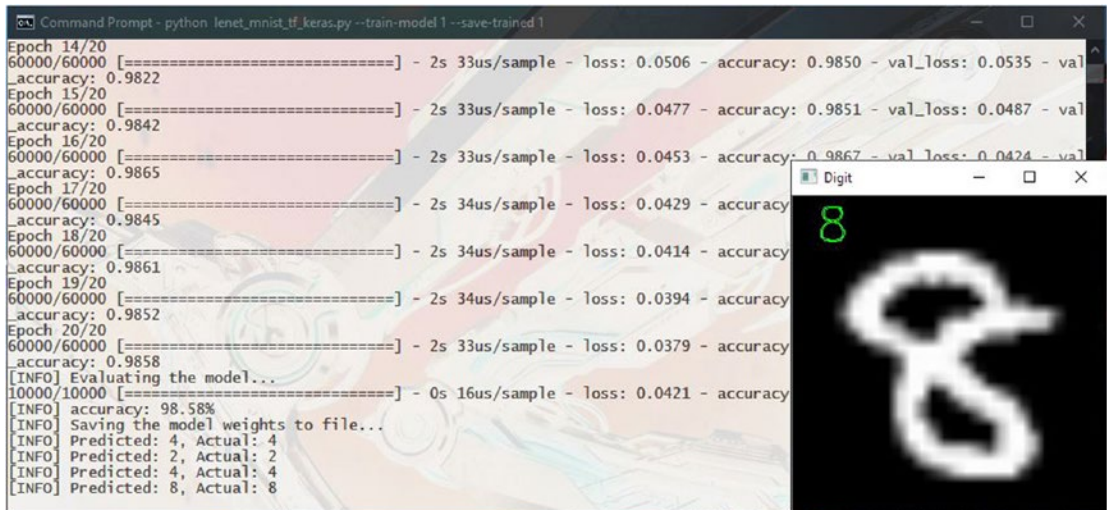 Command Prompt - python lenet_mnist_tf_keras.py --train-model 1 --save-trained 1
Epoch 14/20
60000/60000 [==============================] - 2s 33us/sample - loss: 0.0506 - accuracy: 0.9850 - val_loss: 0.0535 - val
_accuracy: 0.9822
Epoch 15/20
60000/60000 [==============================] - 2s 33us/sample - loss: 0.0477 - accuracy: 0.9851 - val_loss: 0.0487 - val
_accuracy: 0.9842
Epoch 16/20
60000/60000 [==============================] - 2s 33us/sample - loss: 0.0453 - accuracy: 0.9867 - val_loss: 0.0424 - val
_accuracy: 0.9865
Epoch 17/20
60000/60000 [==============================] - 2s 34us/sample - loss: 0.0429 - accuracy
_accuracy: 0.9845
Epoch 18/20
60000/60000 [==============================] - 2s 34us/sample - loss: 0.0414 - accuracy
_accuracy: 0.9861
Epoch 19/20
60000/60000 [==============================] - 2s 34us/sample - loss: 0.0394 - accuracy
_accuracy: 0.9852
Epoch 20/20
60000/60000 [==============================] - 2s 33us/sample - loss: 0.0379 - accuracy
_accuracy: 0.9858
[INFO] Evaluating the model...
10000/10000 [==============================] - 0s 16us/sample - loss: 0.0421 - accuracy
[INFO] accuracy: 98.58%
[INFO] Saving the model weights to file...
[INFO] Predicted: 4, Actual: 4
[INFO] Predicted: 2, Actual: 2
[INFO] Predicted: 4, Actual: 4
[INFO] Predicted: 8, Actual: 8
Digit
8
8